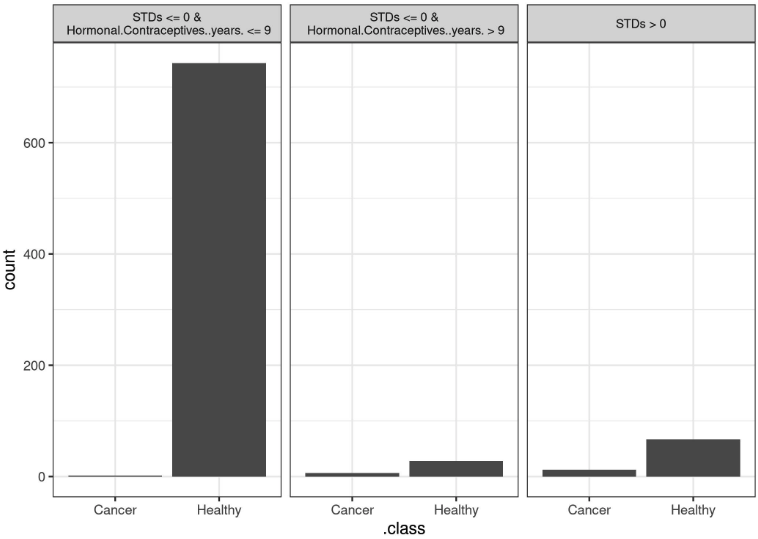 STDs <= 0 &
Hormonal.Contraceptives..years. <= 9
STDs <= 0 &
Hormonal.Contraceptives..years. > 9
STDs > 0
count
600
400
200
0
Cancer
Healthy
Cancer
Healthy
Cancer
Healthy
.class